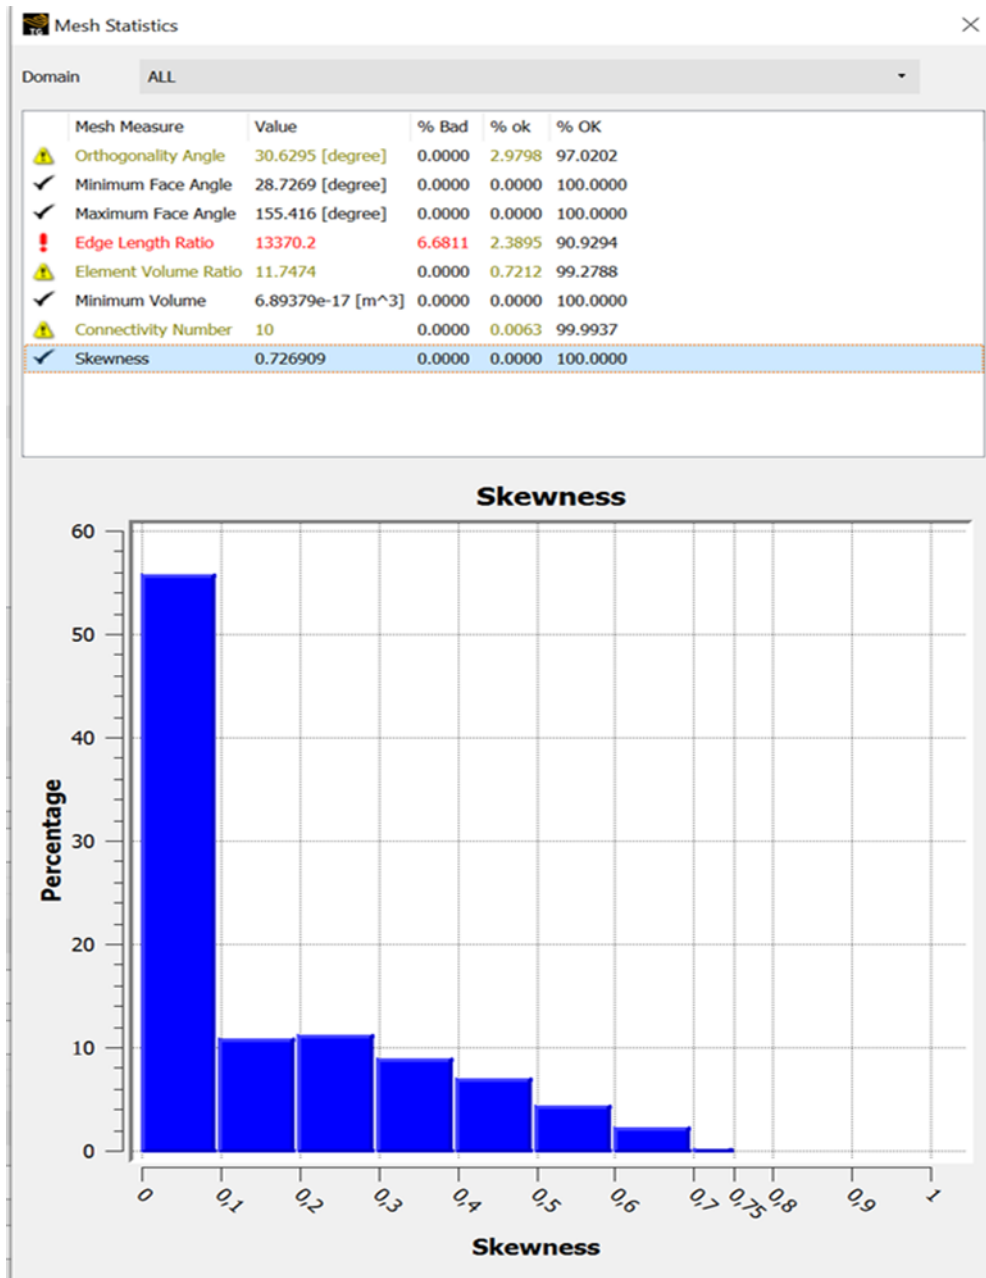 TG Mesh Statistics
Domain ALL
Mesh Measure Value % Bad % ok % OK
Orthogonality Angle 30.6295 [degree] 0.0000 2.9798 97.0202
Minimum Face Angle 28.7269 [degree] 0.0000 0.0000 100.0000
Maximum Face Angle 155.416 [degree] 0.0000 0.0000 100.0000
Edge Length Ratio 13370.2 6.6811 2.3895 90.9294
Element Volume Ratio 11.7474 0.0000 0.7212 99.2788
Minimum Volume 6.89379e-17 [m^3] 0.0000 0.0000 100.0000
Connectivity Number 10 0.0000 0.0063 99.9937
Skewness 0.726909 0.0000 0.0000 100.0000
Skewness
60
50
40
30
20
10
0
Percentage
0 0,1 0,2 0,3 0,4 0,5 0,6 0,7 0,75 0,8 0,9 1
Skewness